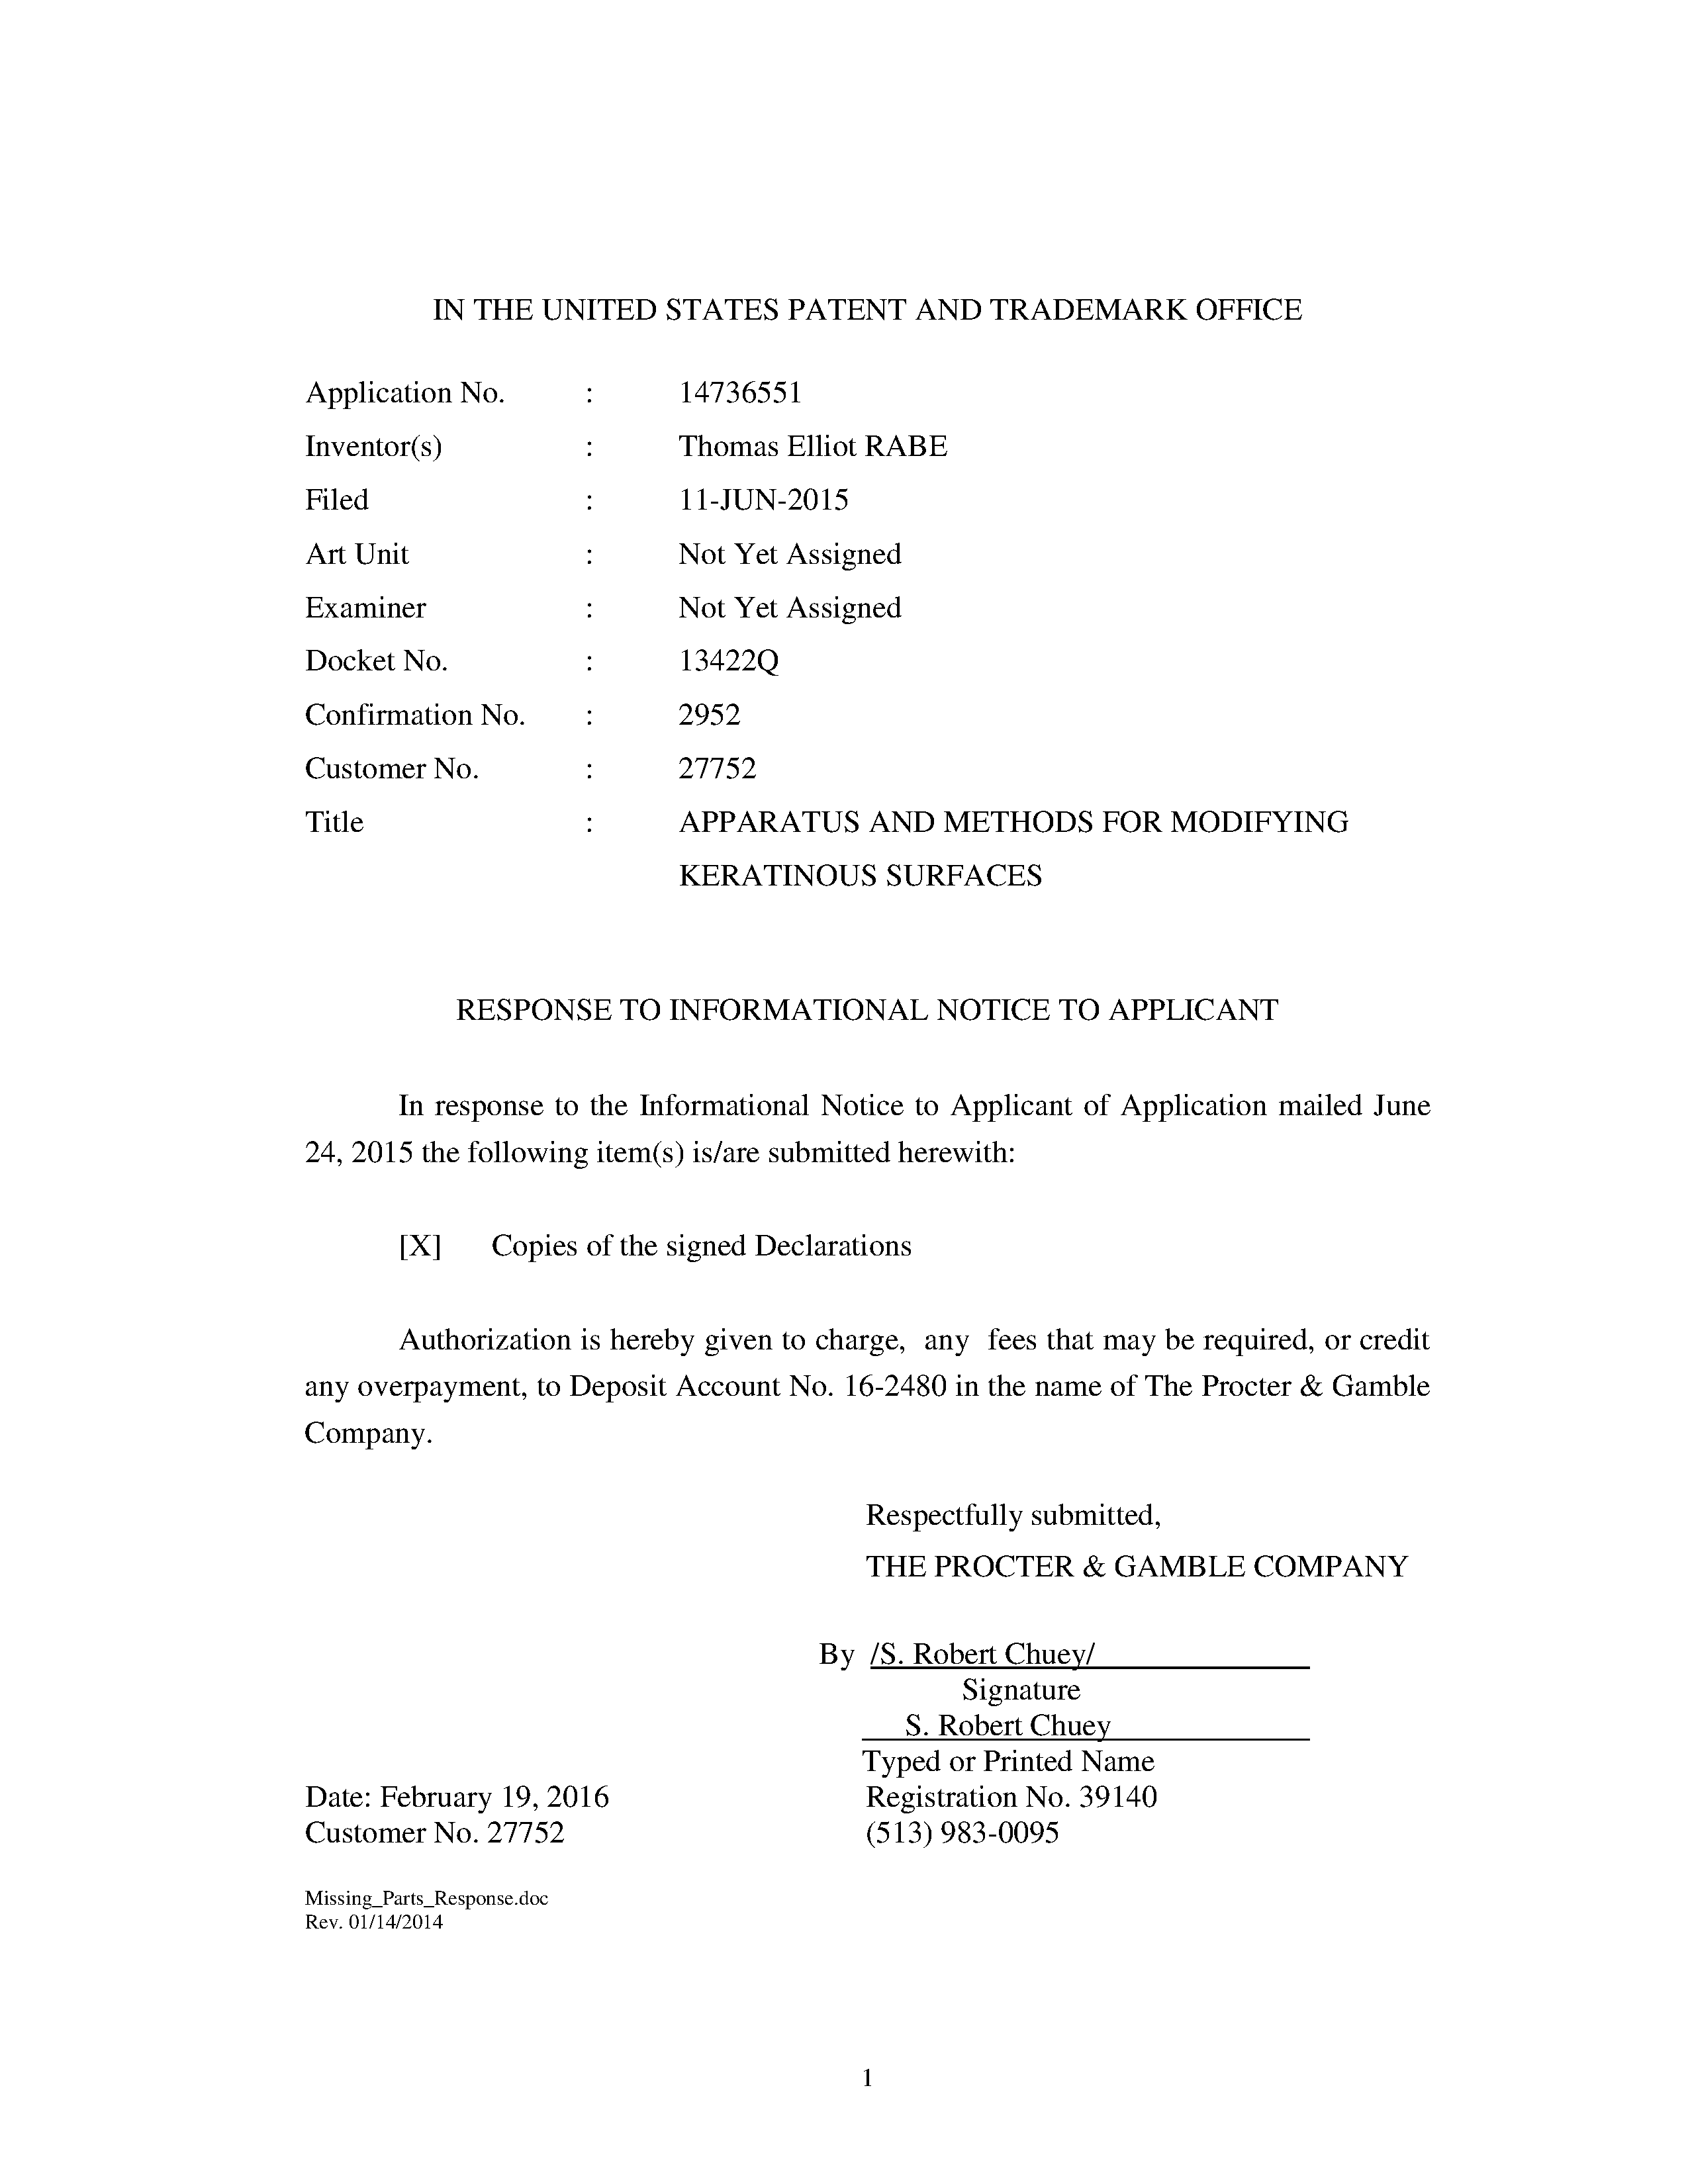 IN THE UNITED STATES PATENT AND TRADEMARK OFFICE
Application No. : 14736551
Inventor(s) : Thomas Elliot RABE
Filed : 11-JUN-2015
Art Unit : Not Yet Assigned
Examiner : Not Yet Assigned
Docket No. : 13422Q
Confirmation No. : 2952
Customer No. : 27752
Title : APPARATUS AND METHODS FOR MODIFYING
KERATINOUS SURFACES
RESPONSE TO INFORMATIONAL NOTICE TO APPLICANT
In response to the Informational Notice to Applicant of Application mailed June
24, 2015 the following item(s) is/are submitted herewith:
[X] Copies of the signed Declarations
Authorization is hereby given to charge, any fees that may be required, or credit
any overpayment, to Deposit Account No. 16-2480 in the name of The Procter & Gamble
Company.
Respectfully submitted,
THE PROCTER & GAMBLE COMPANY
By /S. Robert Chuey/
Signature
S. Robert Chuey
Typed or Printed Name
Date: February 19, 2016 Registration No. 39140
Customer No. 27752 (513) 983-0095
Missing_Parts_Response.doc
Rev. 01/14/2014
1